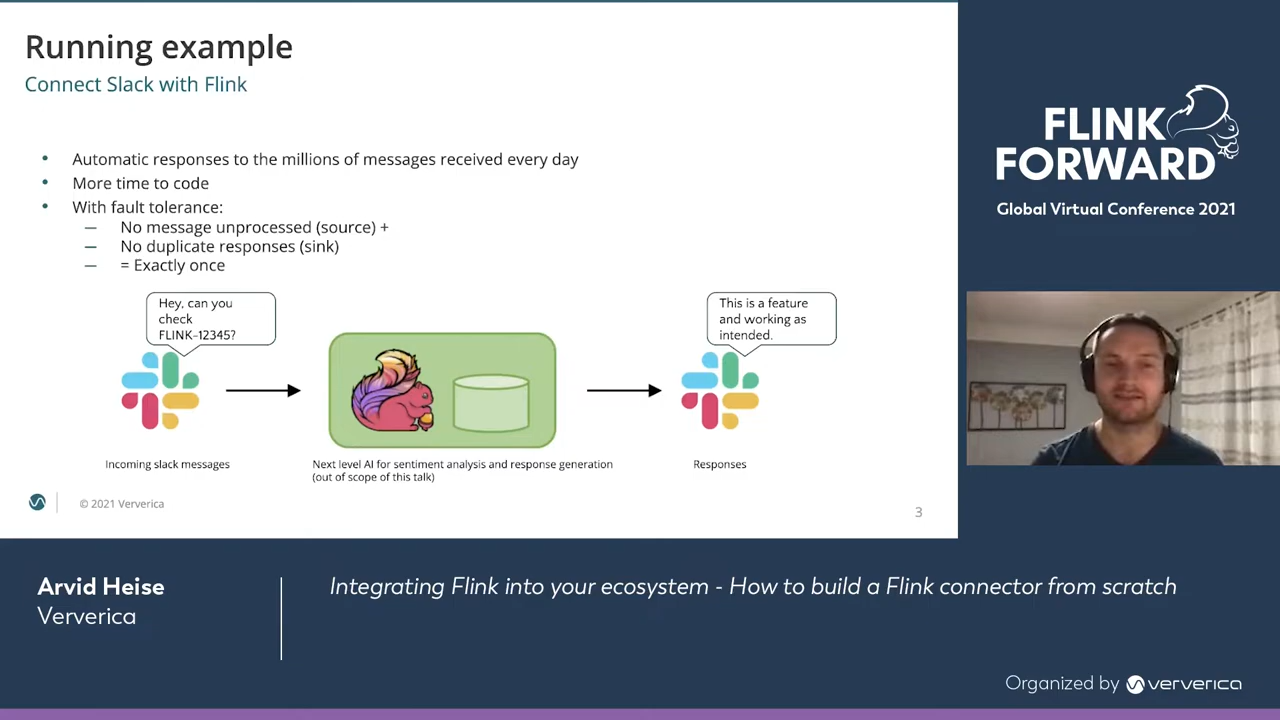 Running example
Connect Slack with Flink
• Automatic responses to the millions of messages received every day
• More time to code
• With fault tolerance:
— No message unprocessed (source) +
— No duplicate responses (sink)
— = Exactly once
Hey, can you
check
FLINK-12345?
This is a feature
and working as
intended.
Incoming slack messages
Next level AI for sentiment analysis and response generation
(out of scope of this talk)
Responses
© 2021 Ververica
3
FLINK
FORWARD
Global Virtual Conference 2021
Arvid Heise
Ververica
Integrating Flink into your ecosystem - How to build a Flink connector from scratch
Organized by ververica